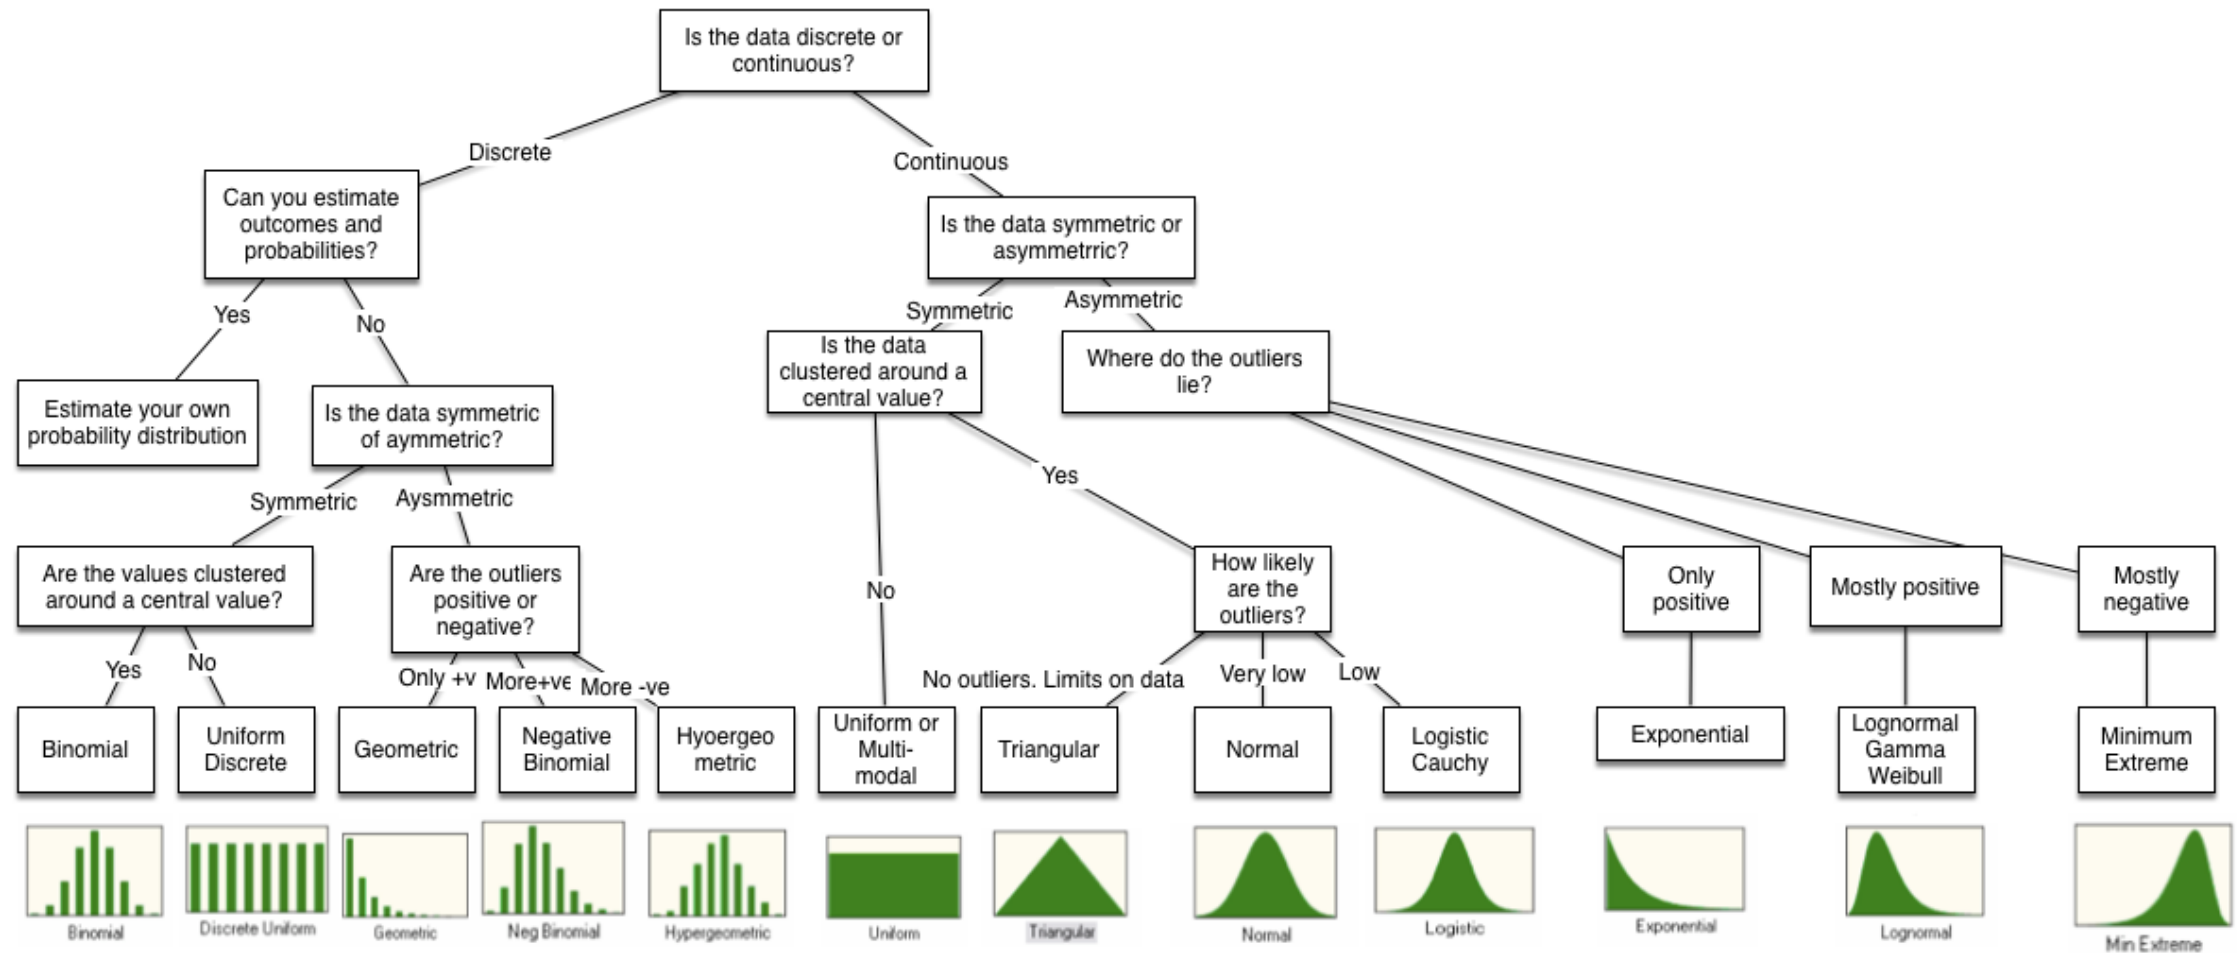 Is the data discrete or
continuous?
Discrete
Continuous
Can you estimate
outcomes and
probabilities?
Is the data symmetric or
asymmetrric?
Yes
No
Symmetric
Asymmetric
Estimate your own
probability distribution
Is the data symmetric
of aymmetric?
Is the data
clustered around a
central value?
Where do the outliers
lie?
Symmetric
Aysmmetric
Yes
No
Are the values clustered
around a central value?
Are the outliers
positive or
negative?
How likely
are the
outliers?
Only
positive
Mostly positive
Mostly
negative
Yes
No
Only +v
More+ve
More -ve
No outliers. Limits on data
Very low
Low
Binomial
Uniform
Discrete
Geometric
Negative
Binomial
Hyoergeo
metric
Uniform or
Multi-
modal
Triangular
Normal
Logistic
Cauchy
Exponential
Lognormal
Gamma
Weibull
Minimum
Extreme
Binomial
Discrete Uniform
Geometric
Neg Binomial
Hypergeometric
Uniform
Triangular
Normal
Logistic
Exponential
Lognormal
Min Extreme